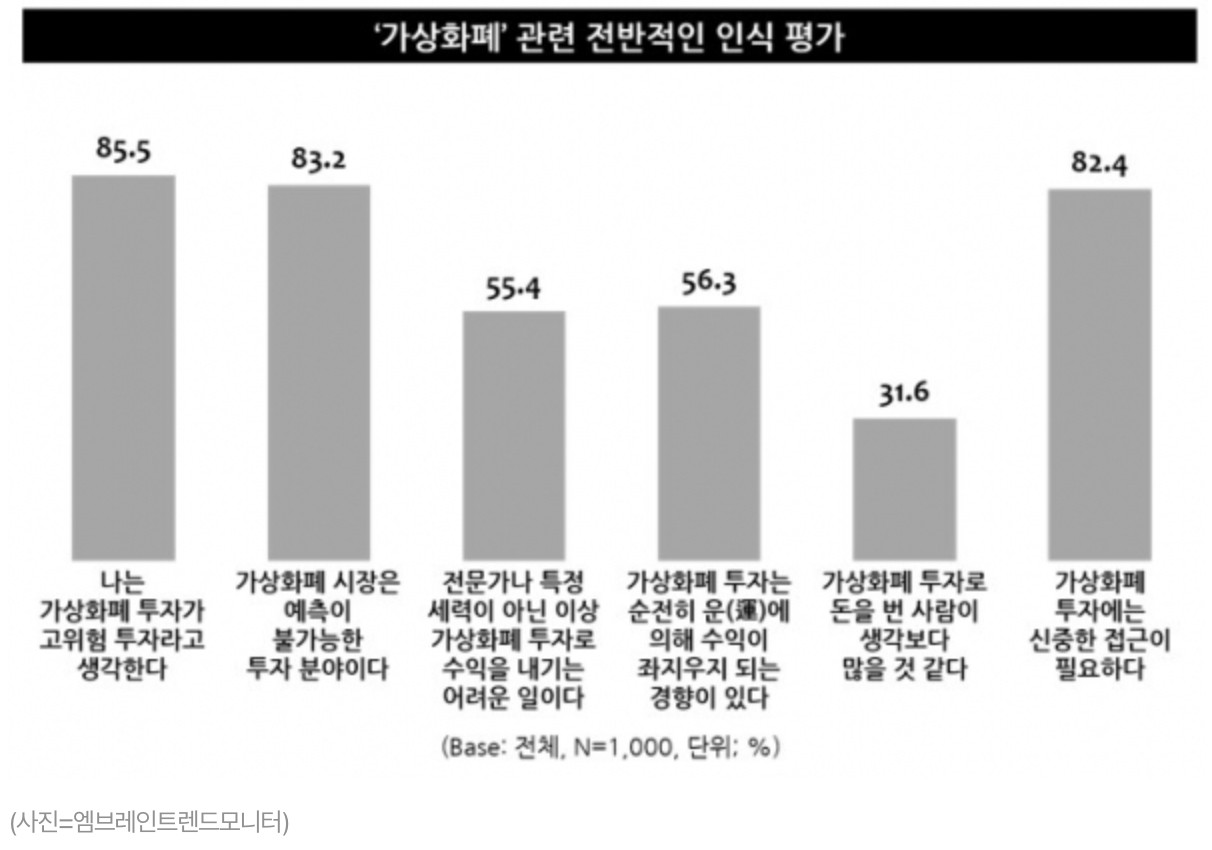 ‘가상화폐’ 관련 전반적인 인식 평가
85.5
83.2
55.4
56.3
31.6
82.4
나는
가상화폐 투자가
고위험 투자라고
생각한다
가상화폐 시장은
예측이
불가능한
투자 분야이다
전문가나 특정
세력이 아닌 이상
가상화폐 투자로
수익을 내기는
어려운 일이다
가상화폐 투자는
순전히 운(運)에
의해 수익이
좌지우지 되는
경향이 있다
가상화폐 투자로
돈을 번 사람이
생각보다
많을 것 같다
가상화폐
투자에는
신중한 접근이
필요하다
(Base: 전체, N=1,000, 단위; %)
(사진=엠브레인트렌드모니터)